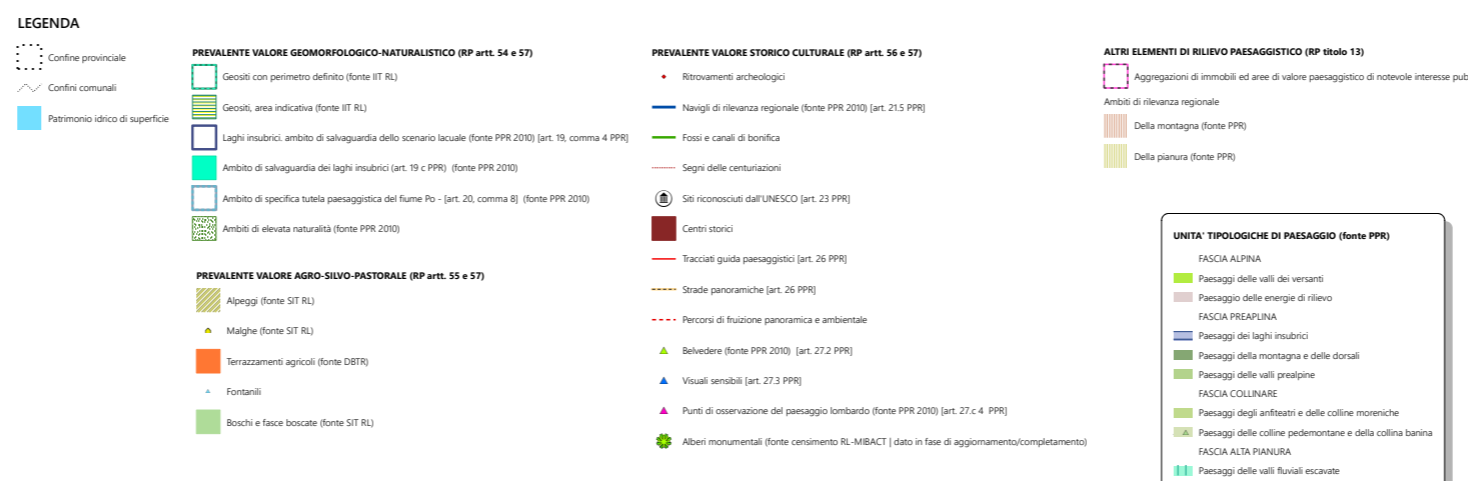 LEGENDA
Confine provinciale
Confini comunali
Patrimonio idrico di superficie
PREVALENTE VALORE GEOMORFOLOGICO-NATURALISTICO (RP artt. 54 e 57)
Geositi con perimetro definito (fonte IIT RL)
Geositi, area indicativa (fonte IIT RL)
Laghi insubrici. ambito di salvaguardia dello scenario lacuale (fonte PPR 2010) [art. 19, comma 4 PPR]
Ambito di salvaguardia dei laghi insubrici (art. 19 c PPR) (fonte PPR 2010)
Ambito di specifica tutela paesaggistica del fiume Po - [art. 20, comma 8] (fonte PPR 2010)
Ambiti di elevata naturalità (fonte PPR 2010)
PREVALENTE VALORE AGRO-SILVO-PASTORALE (RP artt. 55 e 57)
Alpeggi (fonte SIT RL)
Malghe (fonte SIT RL)
Terrazzamenti agricoli (fonte DBTR)
Fontanili
Boschi e fasce boscate (fonte SIT RL)
PREVALENTE VALORE STORICO CULTURALE (RP artt. 56 e 57)
Ritrovamenti archeologici
Navigli di rilevanza regionale (fonte PPR 2010) [art. 21.5 PPR]
Fossi e canali di bonifica
Segni delle centuriazioni
Siti riconosciuti dall'UNESCO [art. 23 PPR]
Centri storici
Tracciati guida paesaggistici [art. 26 PPR]
Strade panoramiche [art. 26 PPR]
Percorsi di fruizione panoramica e ambientale
Belvedere (fonte PPR 2010) [art. 27.2 PPR]
Visuali sensibili [art. 27.3 PPR]
Punti di osservazione del paesaggio lombardo (fonte PPR 2010) [art. 27.c 4 PPR]
Alberi monumentali (fonte censimento RL-MIBACT | dato in fase di aggiornamento/completamento)
ALTRI ELEMENTI DI RILIEVO PAESAGGISTICO (RP titolo 13)
Aggregazioni di immobili ed aree di valore paesaggistico di notevole interesse pub
Ambiti di rilevanza regionale
Della montagna (fonte PPR)
Della pianura (fonte PPR)
UNITA' TIPOLOGICHE DI PAESAGGIO (fonte PPR)
FASCIA ALPINA
Paesaggi delle valli dei versanti
Paesaggio delle energie di rilievo
FASCIA PREAPLINA
Paesaggi dei laghi insubrici
Paesaggi della montagna e delle dorsali
Paesaggi delle valli prealpine
FASCIA COLLINARE
Paesaggi degli anfiteatri e delle colline moreniche
Paesaggi delle colline pedemontane e della collina banina
FASCIA ALTA PIANURA
Paesaggi delle valli fluviali escavate